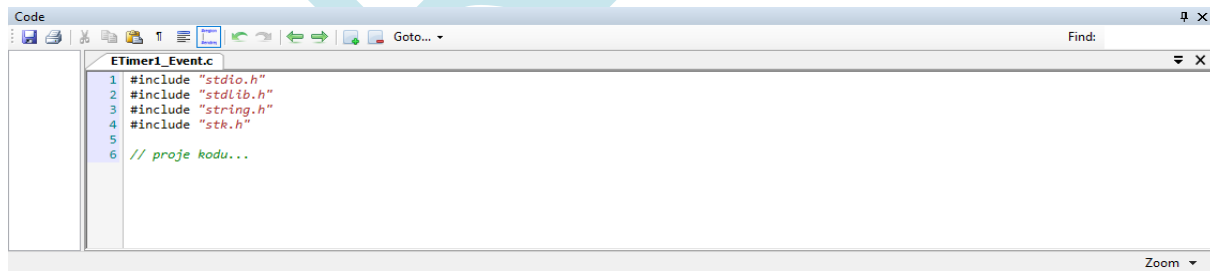 Code
Goto...
Find:
ETimer1_Event.c
1 #include "stdio.h"
2 #include "stdlib.h"
3 #include "string.h"
4 #include "stk.h"
5
6 // proje kodu...
Zoom